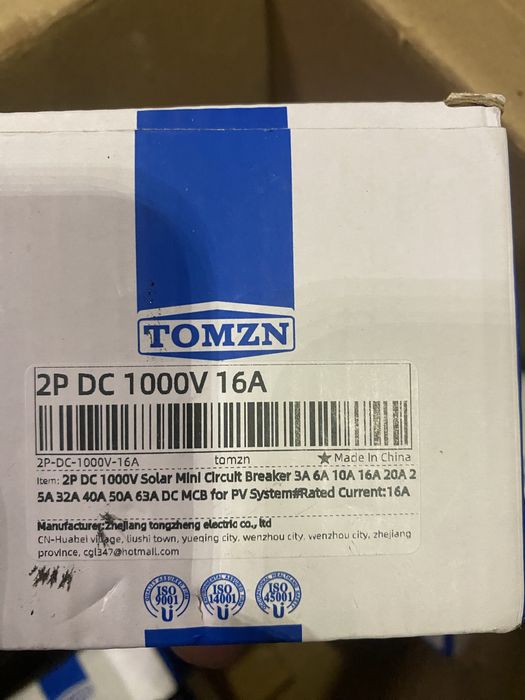 TOMZN
2P DC 1000V 16A
2P-DC-1000V-16A tomzn ★ Made In China
Item: 2P DC 1000V Solar Mini Circuit Breaker 3A 6A 10A 16A 20A 2
5A 32A 40A 50A 63A DC MCB for PV System#Rated Current:16A
Manufacturer:Zhejiang tongzheng electric co., ltd
CN-Huabei village, liushi town, yueqing city, wenzhou city, wenzhou city, zhejiang
province, cgl347@hotmail.com
ISO 9001 ISO 14001 ISO 45001